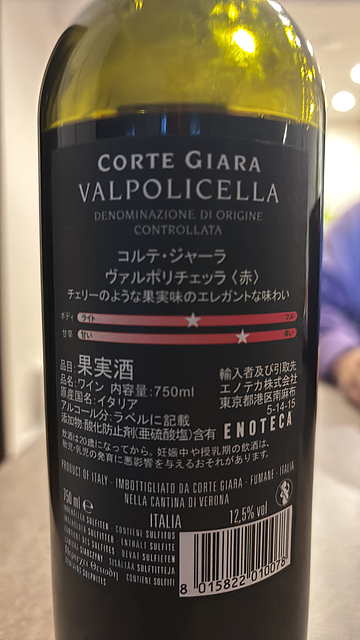 CORTE GIARA
VALPOLICELLA
DENOMINAZIONE DI ORIGINE
CONTROLLATA
コルテ・ジャーラ
ヴァルポリチェッラ〈赤〉
チェリーのような果実味のエレガントな味わい
ボディ ライト フル
甘辛 甘い 辛い
品目:果実酒
品名:ワイン 内容量:750ml
原産国名:イタリア
アルコール分:ラベルに記載
添加物:酸化防止剤(亜硫酸塩)含有
輸入者及び引取先
エノテカ株式会社
東京都港区南麻布
5-14-15
ENOTECA
飲酒は20歳になってから。妊娠中や授乳期の飲酒は、
胎児・乳児の発育に悪影響を与えるおそれがあります。
PRODUCT OF ITALY - IMBOTTIGLIATO DA CORTE GIARA - FUMANE - ITALIA
NELLA CANTINA DI VERONA
750 ml e
ITALIA
12,5% vol
CONTIENE SULFITOS
ENTHÄLT SULFITE
BEVAT SULFIETEN
SISÄLTÄÄ SULFIITTEJA
CONTIENE SULFITI
8 015822 010078